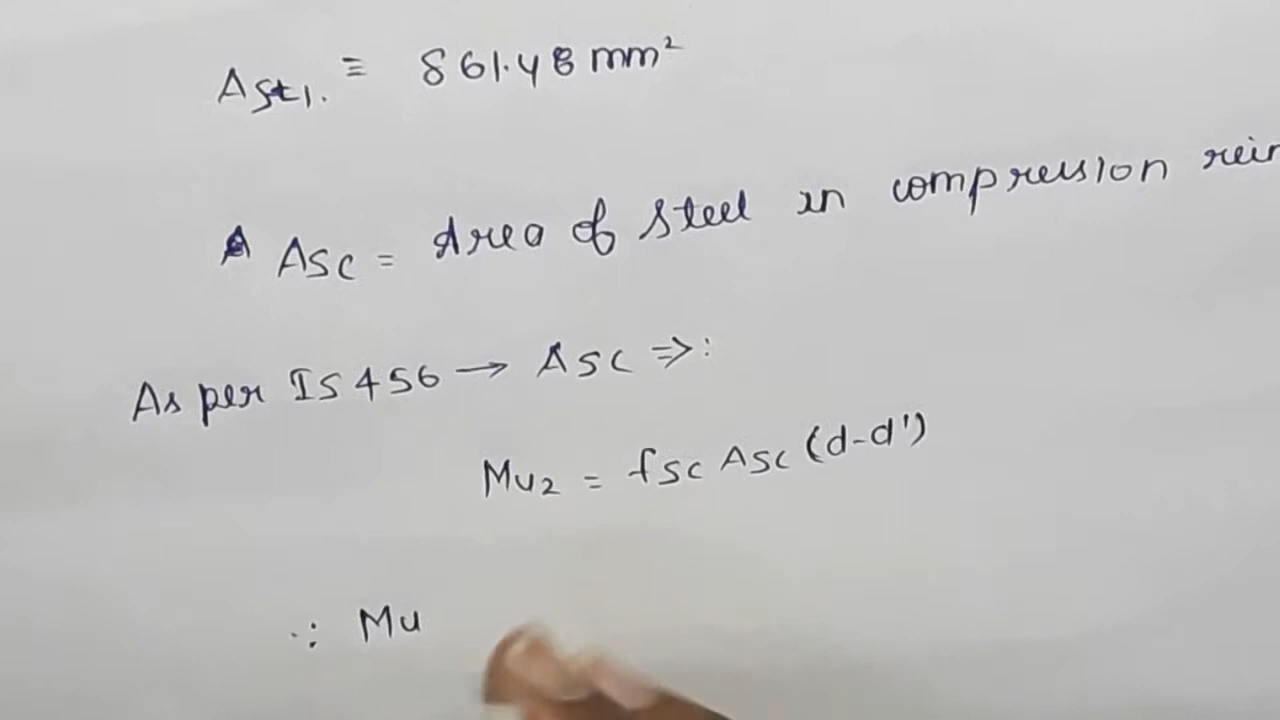 Ast1. = 861.48 mm²
Asc = Area of steel in compression rein
As per IS 456 → Asc ⇒:
Mu2 = fsc Asc (d-d')
∴ Mu